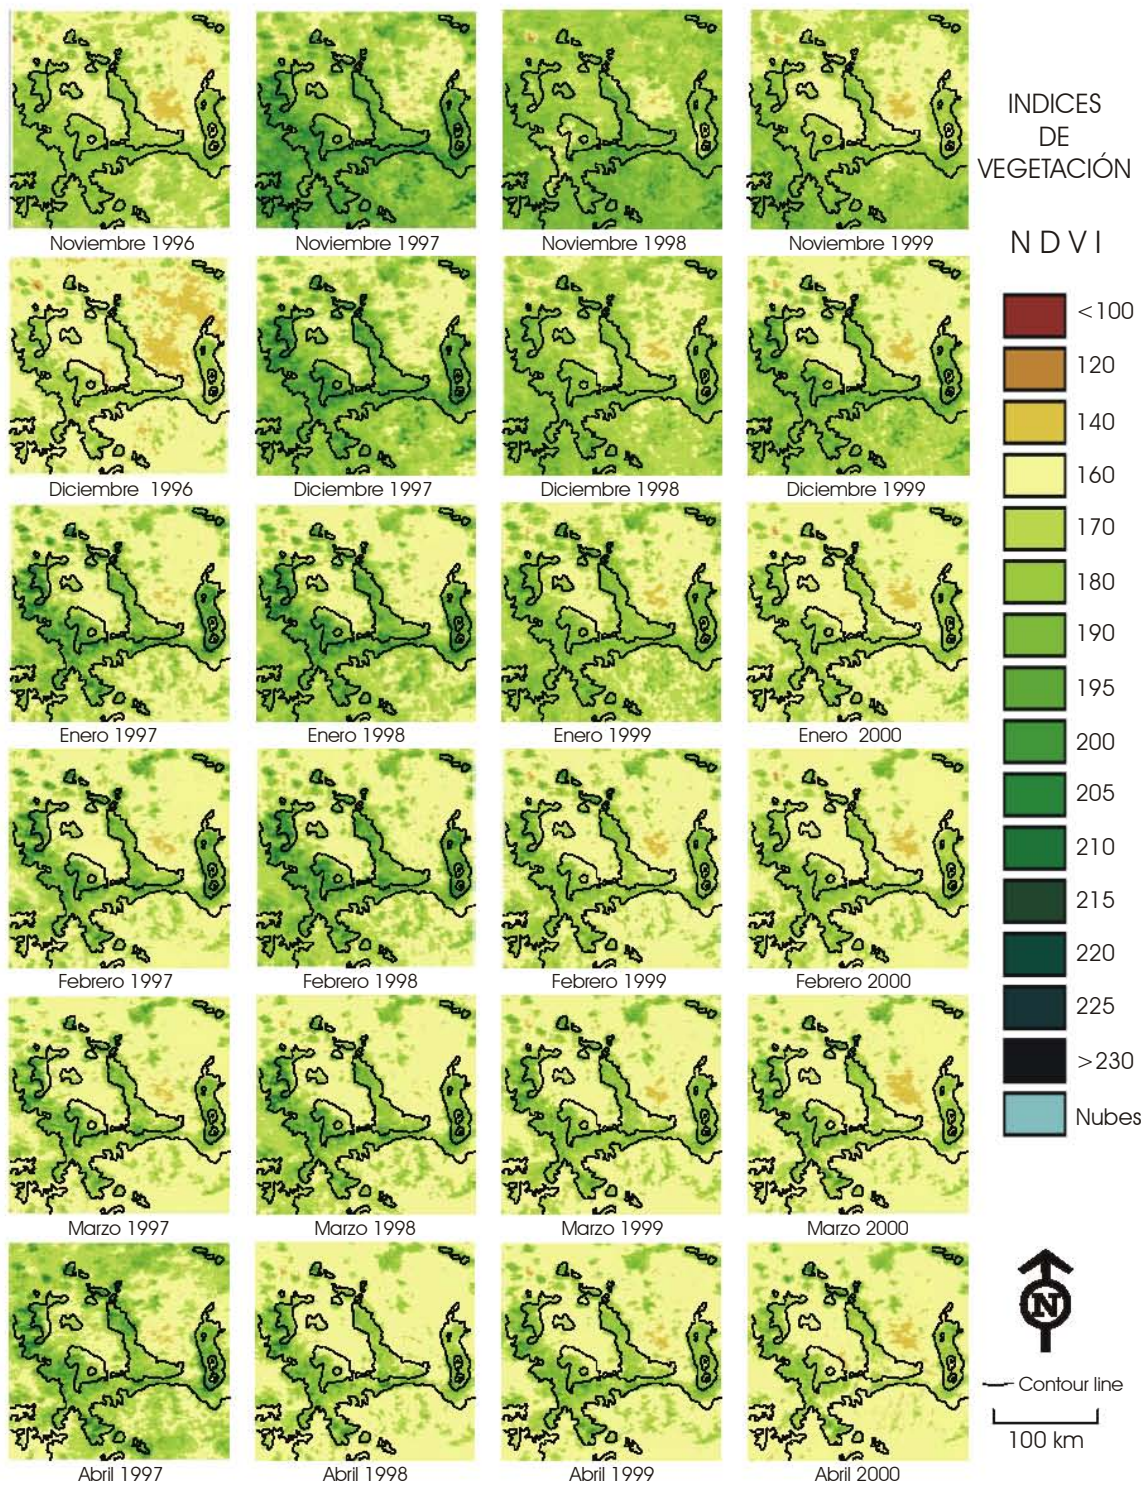 INDICES
DE
VEGETACIÓN
N D V I
<100
120
140
160
170
180
190
195
200
205
210
215
220
225
>230
Nubes
Noviembre 1996
Noviembre 1997
Noviembre 1998
Noviembre 1999
Diciembre 1996
Diciembre 1997
Diciembre 1998
Diciembre 1999
Enero 1997
Enero 1998
Enero 1999
Enero 2000
Febrero 1997
Febrero 1998
Febrero 1999
Febrero 2000
Marzo 1997
Marzo 1998
Marzo 1999
Marzo 2000
Abril 1997
Abril 1998
Abril 1999
Abril 2000
N
Contour line
100 km